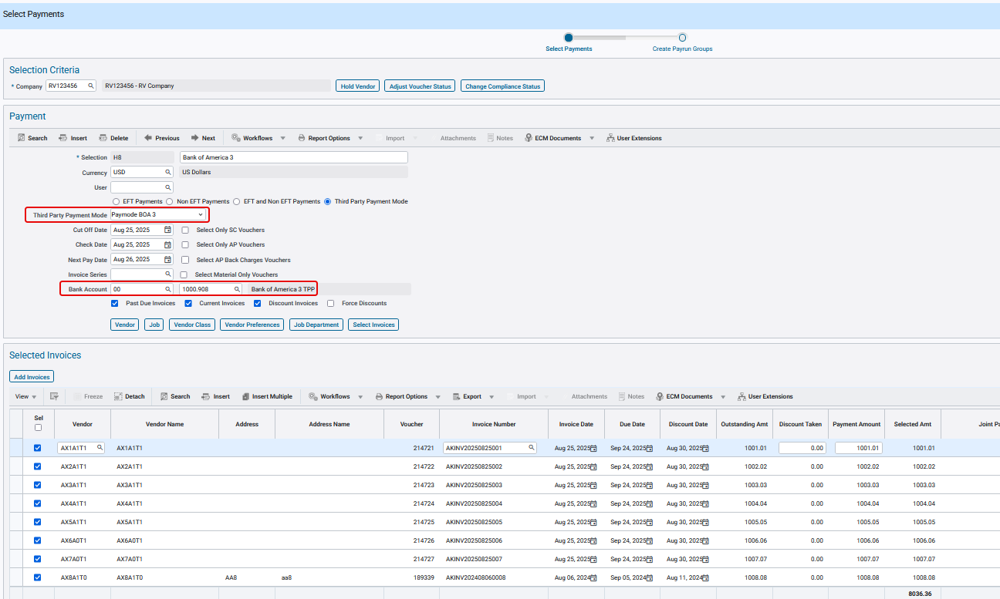 Select Payments
Select Payments Create Payrun Groups
Selection Criteria
* Company RV123456 RV123456 - RV Company Hold Vendor Adjust Voucher Status Change Compliance Status
Payment
Search Insert Delete Previous Next Workflows Report Options Import Attachments Notes ECM Documents User Extensions
* Selection H8 Bank of America 3
Currency USD US Dollars
User
EFT Payments Non EFT Payments EFT and Non EFT Payments Third Party Payment Mode
Third Party Payment Mode Paymode BOA 3
Cut Off Date Aug 25, 2025 Select Only SC Vouchers
Check Date Aug 25, 2025 Select Only AP Vouchers
Next Pay Date Aug 26, 2025 Select AP Back Charges Vouchers
Invoice Series Select Material Only Vouchers
Bank Account 00 1000.908 Bank of America 3 TPP
Past Due Invoices Current Invoices Discount Invoices Force Discounts
Vendor Job Vendor Class Vendor Preferences Job Department Select Invoices
Selected Invoices
Add Invoices
View Freeze Detach Search Insert Insert Multiple Workflows Report Options Export Import Attachments Notes ECM Documents User Extensions
Sel Vendor Vendor Name Address Address Name Voucher Invoice Number Invoice Date Due Date Discount Date Outstanding Amt Discount Taken Payment Amount Selected Amt Joint Pa
AX1A1T1 AX1A1T1 214721 AKINV20250825001 Aug 25, 2025 Sep 24, 2025 Aug 30, 2025 1001.01 0.00 1001.01 1001.01
AX2A1T1 AX2A1T1 214722 AKINV20250825002 Aug 25, 2025 Sep 24, 2025 Aug 30, 2025 1002.02 0.00 1002.02 1002.02
AX3A1T1 AX3A1T1 214723 AKINV20250825003 Aug 25, 2025 Sep 24, 2025 Aug 30, 2025 1003.03 0.00 1003.03 1003.03
AX4A1T1 AX4A1T1 214724 AKINV20250825004 Aug 25, 2025 Sep 24, 2025 Aug 30, 2025 1004.04 0.00 1004.04 1004.04
AX5A1T1 AX5A1T1 214725 AKINV20250825005 Aug 25, 2025 Sep 24, 2025 Aug 30, 2025 1005.05 0.00 1005.05 1005.05
AX6A0T1 AX6A0T1 214726 AKINV20250825006 Aug 25, 2025 Sep 24, 2025 Aug 30, 2025 1006.06 0.00 1006.06 1006.06
AX7A0T1 AX7A0T1 214727 AKINV20250825007 Aug 25, 2025 Sep 24, 2025 Aug 30, 2025 1007.07 0.00 1007.07 1007.07
AX8A1T0 AX8A1T0 AA8 aa8 189339 AKINV202408060008 Aug 06, 2024 Sep 05, 2024 Aug 11, 2024 1008.08 0.00 1008.08 1008.08
8036.36